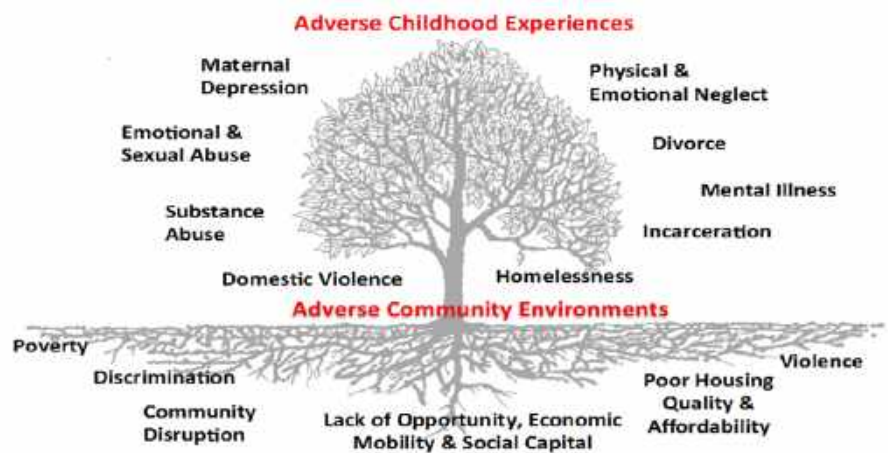 Adverse Childhood Experiences
Maternal
Depression
Physical &
Emotional Neglect
Emotional &
Sexual Abuse
Divorce
Mental Illness
Substance
Abuse
Incarceration
Domestic Violence
Homelessness
Adverse Community Environments
Poverty
Violence
Discrimination
Poor Housing
Quality &
Affordability
Community
Disruption
Lack of Opportunity, Economic
Mobility & Social Capital